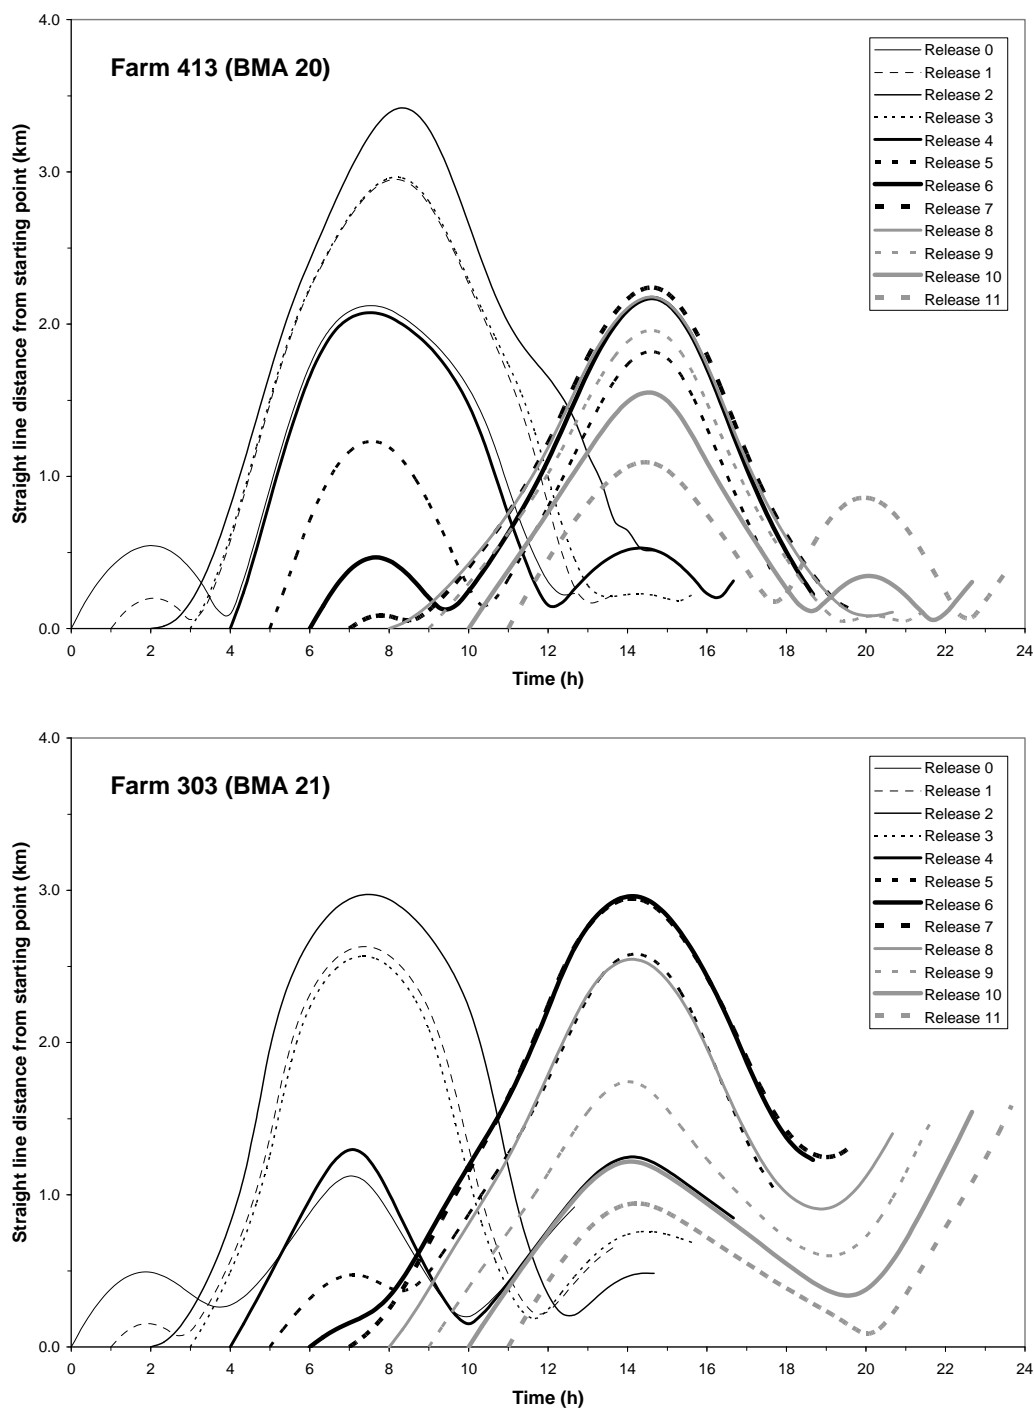 4.0
Farm 413 (BMA 20)
Release 0
Release 1
Release 2
Release 3
Release 4
Release 5
Release 6
Release 7
Release 8
Release 9
Release 10
Release 11
3.0
2.0
1.0
0.0
Straight line distance from starting point (km)
0 2 4 6 8 10 12 14 16 18 20 22 24
Time (h)
4.0
Farm 303 (BMA 21)
Release 0
Release 1
Release 2
Release 3
Release 4
Release 5
Release 6
Release 7
Release 8
Release 9
Release 10
Release 11
3.0
2.0
1.0
0.0
Straight line distance from starting point (km)
0 2 4 6 8 10 12 14 16 18 20 22 24
Time (h)